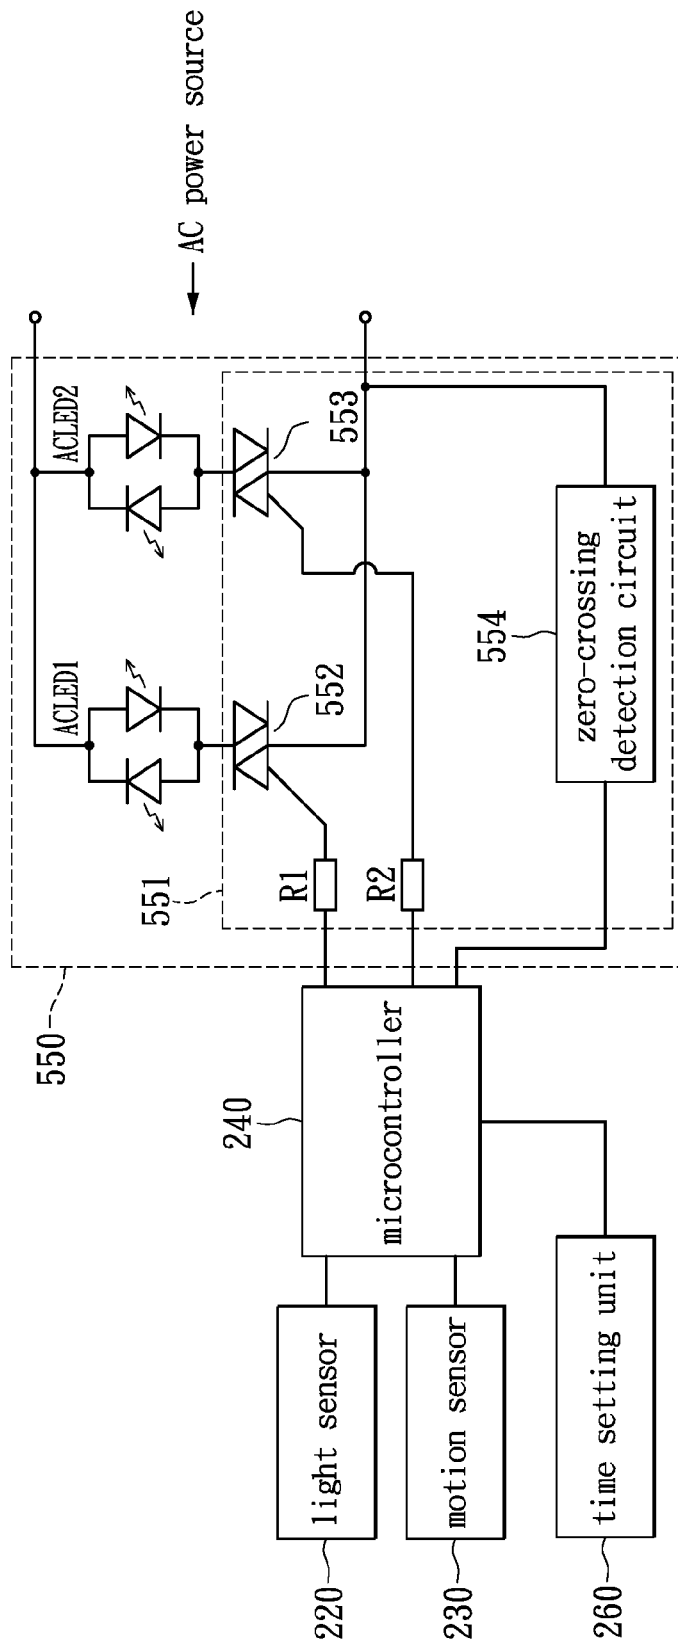 550
551
ACLED1
ACLED2
AC power source
552
553
R1
R2
240
microcontroller
554
zero-crossing
detection circuit
light sensor
220
motion sensor
230
time setting unit
260